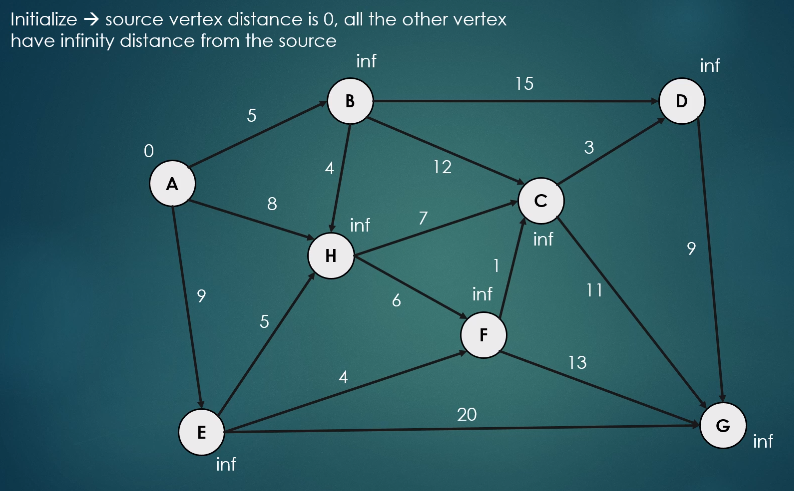 Initialize → source vertex distance is 0, all the other vertex
have infinity distance from the source
inf
inf
15
B
D
5
0
3
4
12
A
8
C
7
inf
inf
H
9
1
inf
9
11
6
5
F
13
4
20
G
E
inf
inf